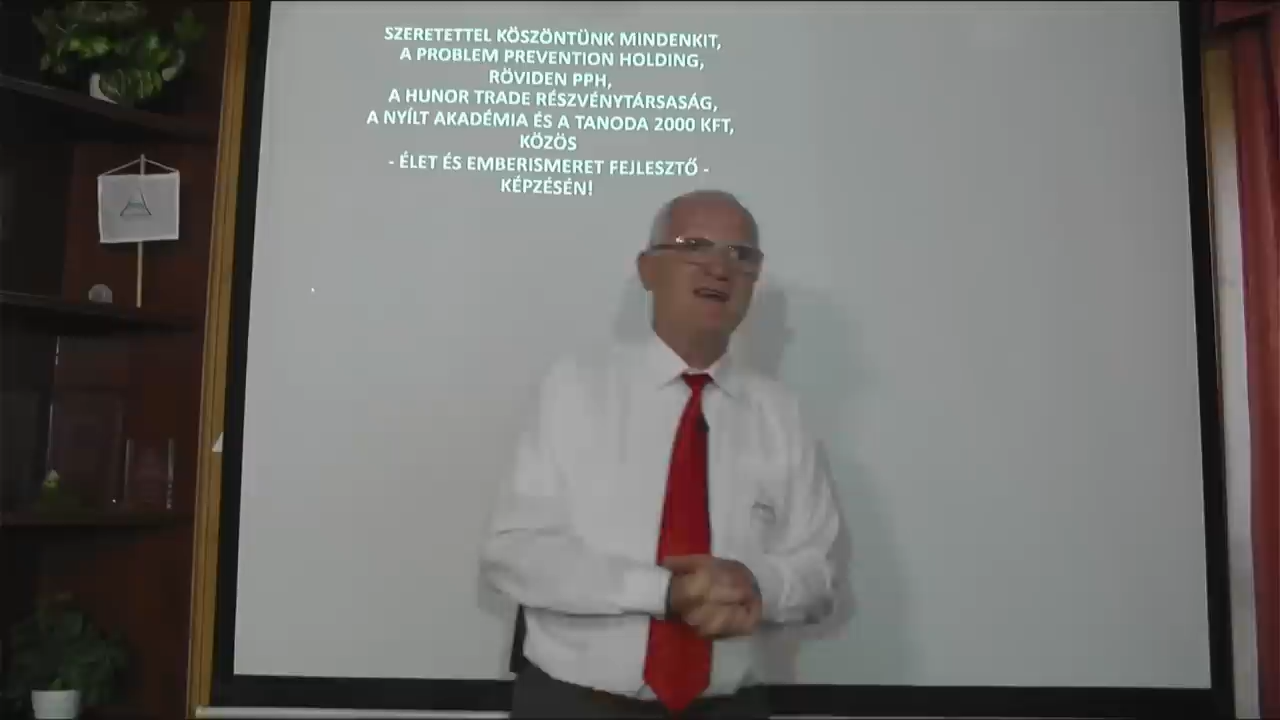 SZERETETTEL KÖSZÖNTÜNK MINDENKIT,
A PROBLEM PREVENTION HOLDING,
RÖVIDEN PPH,
A HUNOR TRADE RÉSZVÉNYTÁRSASÁG,
A NYÍLT AKADÉMIA ÉS A TANODA 2000 KFT,
KÖZÖS
- ÉLET ÉS EMBERISMERET FEJLESZTŐ -
KÉPZÉSÉN!